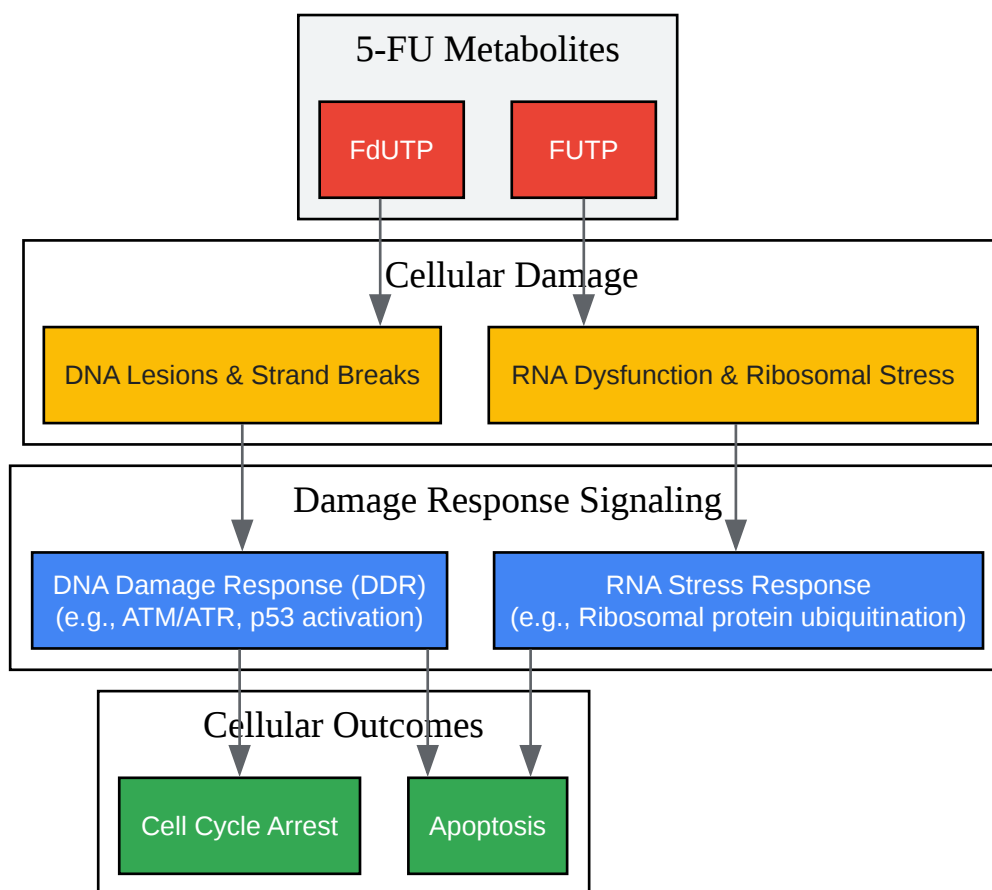 5-FU Metabolites
FdUTP
FUTP
Cellular Damage
DNA Lesions & Strand Breaks
RNA Dysfunction & Ribosomal Stress
Damage Response Signaling
DNA Damage Response (DDR)
(e.g., ATM/ATR, p53 activation)
RNA Stress Response
(e.g., Ribosomal protein ubiquitination)
Cellular Outcomes
Cell Cycle Arrest
Apoptosis